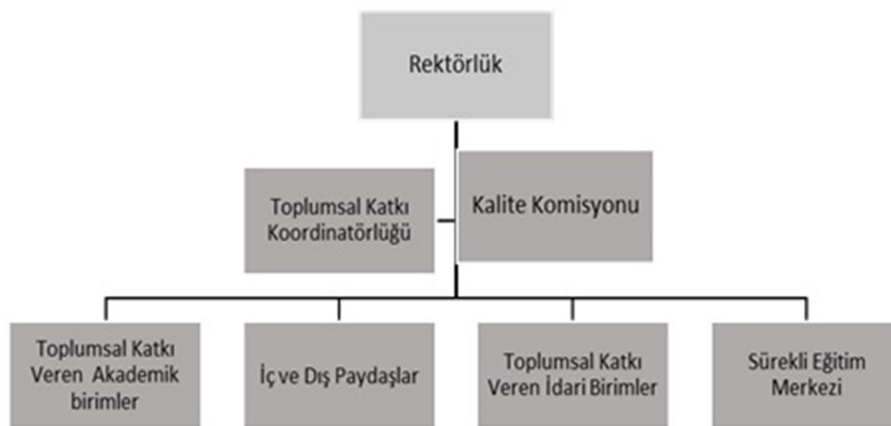 Rektörlük
Toplumsal Katkı
Koordinatörlüğü
Kalite Komisyonu
Toplumsal Katkı
Veren Akademik
birimler
İç ve Dış Paydaşlar
Toplumsal Katkı
Veren İdari Birimler
Sürekli Eğitim
Merkezi